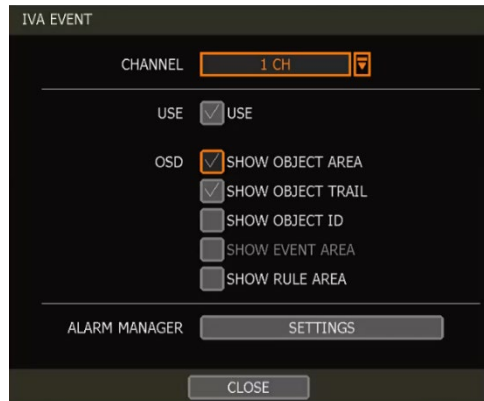 IVA EVENT
CHANNEL 1 CH
USE USE
OSD SHOW OBJECT AREA
SHOW OBJECT TRAIL
SHOW OBJECT ID
SHOW EVENT AREA
SHOW RULE AREA
ALARM MANAGER SETTINGS
CLOSE